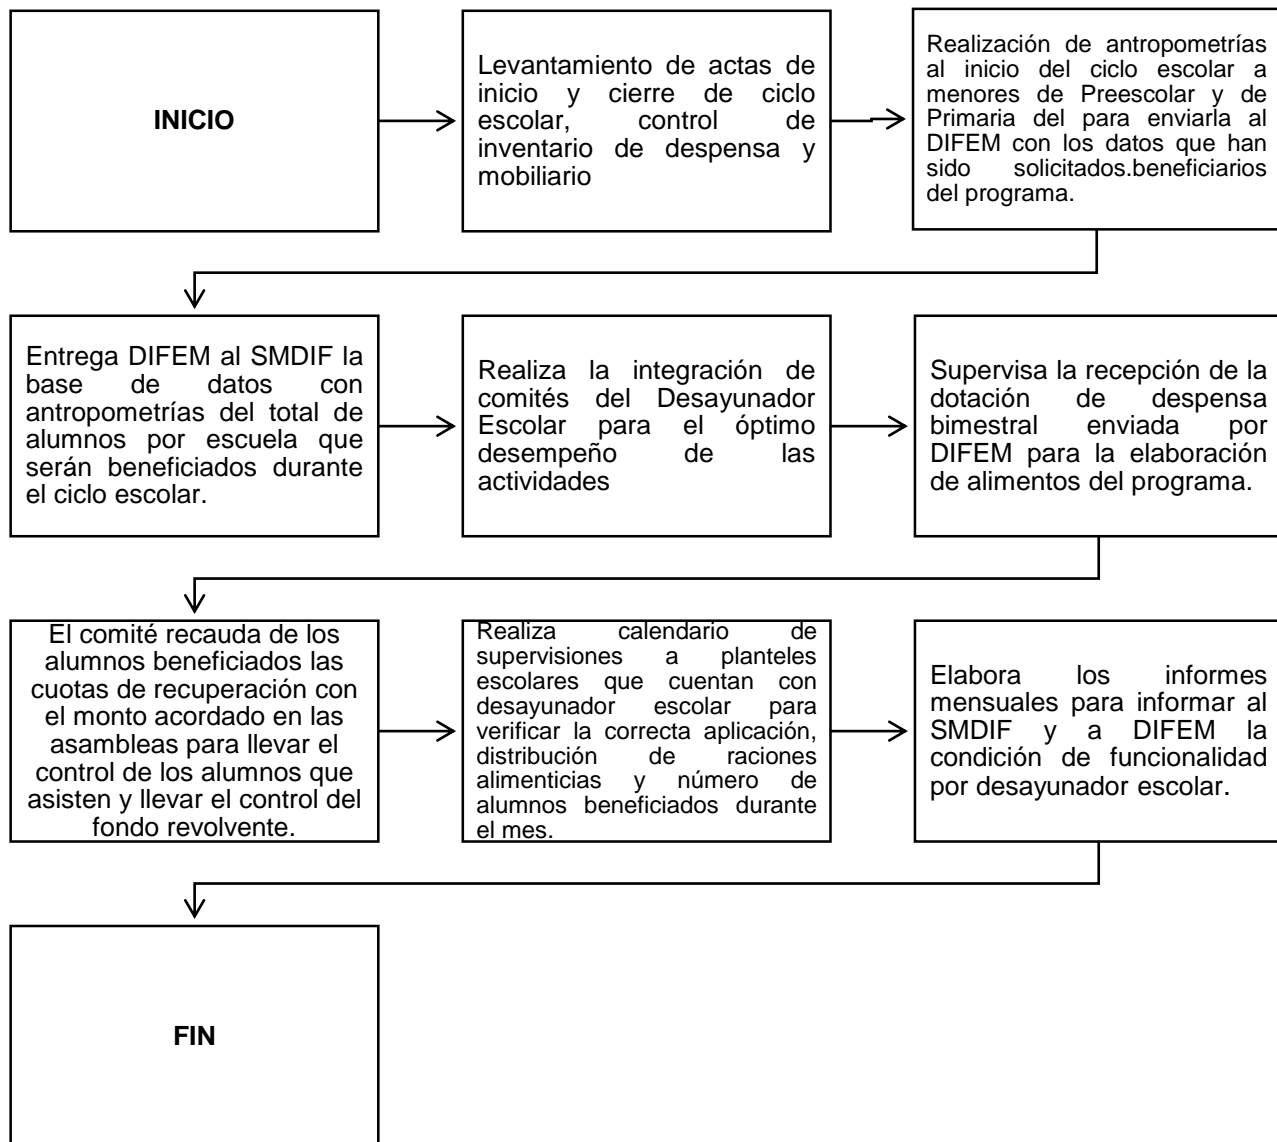 INICIO
Levantamiento de actas de
inicio y cierre de ciclo
escolar, control de
inventario de despensa y
mobiliario
Realización de antropometrías
al inicio del ciclo escolar a
menores de Preescolar y de
Primaria del para enviarla al
DIFEM con los datos que han
sido solicitados.beneficiarios
del programa.
Entrega DIFEM al SMDIF la
base de datos con
antropometrías del total de
alumnos por escuela que
serán beneficiados durante
el ciclo escolar.
Realiza la integración de
comités del Desayunador
Escolar para el óptimo
desempeño de las
actividades
Supervisa la recepción de la
dotación de despensa
bimestral enviada por
DIFEM para la elaboración
de alimentos del programa.
El comité recauda de los
alumnos beneficiados las
cuotas de recuperación con
el monto acordado en las
asambleas para llevar el
control de los alumnos que
asisten y llevar el control del
fondo revolvente.
Realiza calendario de
supervisiones a planteles
escolares que cuentan con
desayunador escolar para
verificar la correcta aplicación,
distribución de raciones
alimenticias y número de
alumnos beneficiados durante
el mes.
Elabora los informes
mensuales para informar al
SMDIF y a DIFEM la
condición de funcionalidad
por desayunador escolar.
FIN